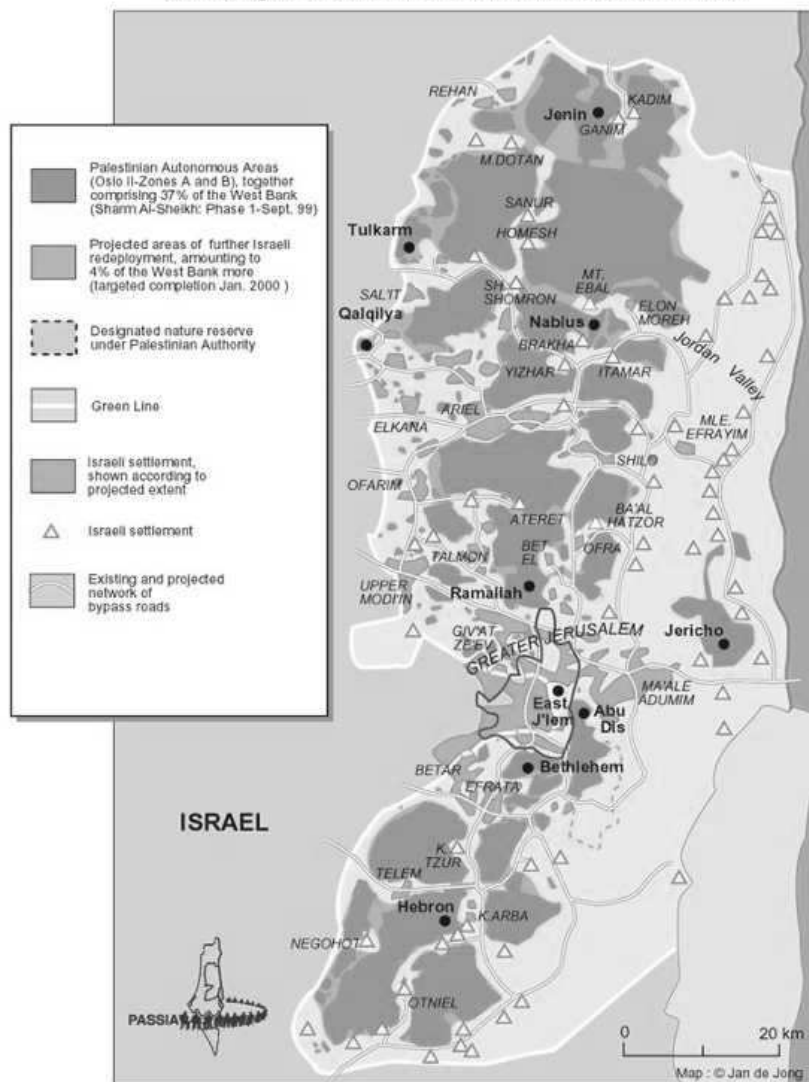 Palestinian Autonomous Areas
(Oslo II-Zones A and B), together
comprising 37% of the West Bank
(Sharm Al-Sheikh: Phase 1-Sept. 99)
Projected areas of further Israeli
redeployment, amounting to
4% of the West Bank more
(targeted completion Jan. 2000 )
Designated nature reserve
under Palestinian Authority
Green Line
Israeli settlement,
shown according to
projected extent
Israeli settlement
Existing and projected
network of
bypass roads
REHAN
KADIM
Jenin
GANIM
M.DOTAN
SANUR
Tulkarm
HOMESH
SAL'IT
SH.
SHOMRON
MT.
EBAL
Qalqilya
Nablus
ELON
MOREH
BRAKHA
YIZHAR
ITAMAR
Jordan Valley
ARIEL
ELKANA
MLE.
EFRAYIM
SHILO
OFARIM
ATERET
BA'AL
HATZOR
TALMON
BET
EL
OFRA
UPPER
MODI'IN
Ramallah
GIV'AT
ZE'EV
GREATER JERUSALEM
Jericho
MA'ALE
ADUMIM
East
J'lem
Abu
Dis
BETAR
Bethlehem
EFRATA
ISRAEL
K.
TZUR
TELEM
Hebron
K.ARBA
NEGOHOT
OTNIEL
PASSIA
0 20 km
Map : © Jan de Jong